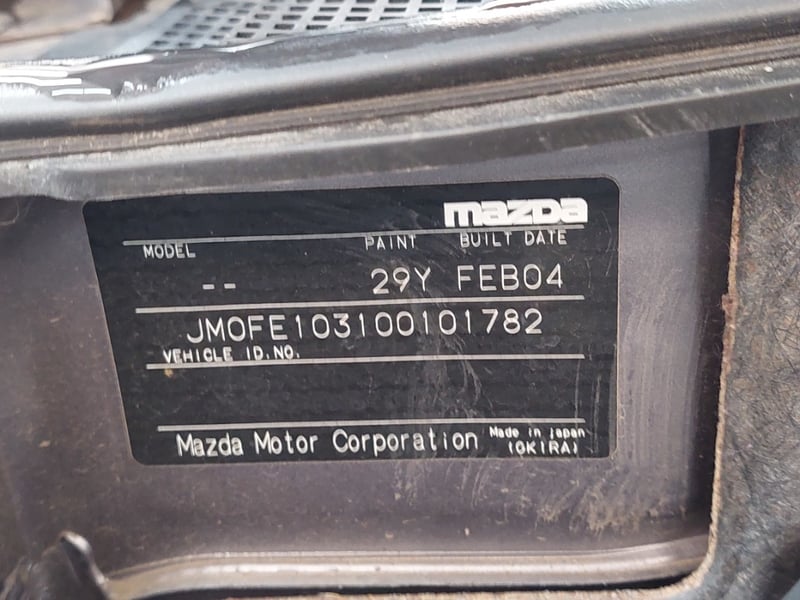 mazda
MODEL PAINT BUILT DATE
-- 29Y FEB04
JM0FE103100101782
VEHICLE ID.NO.
Mazda Motor Corporation Made in Japan
(OKIRA)